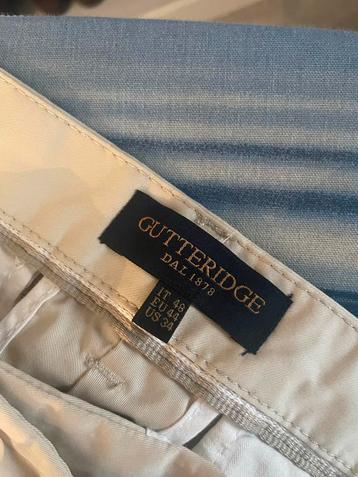 GUTTERIDGE
DAL 1878
IT 48
EU 44
US 34